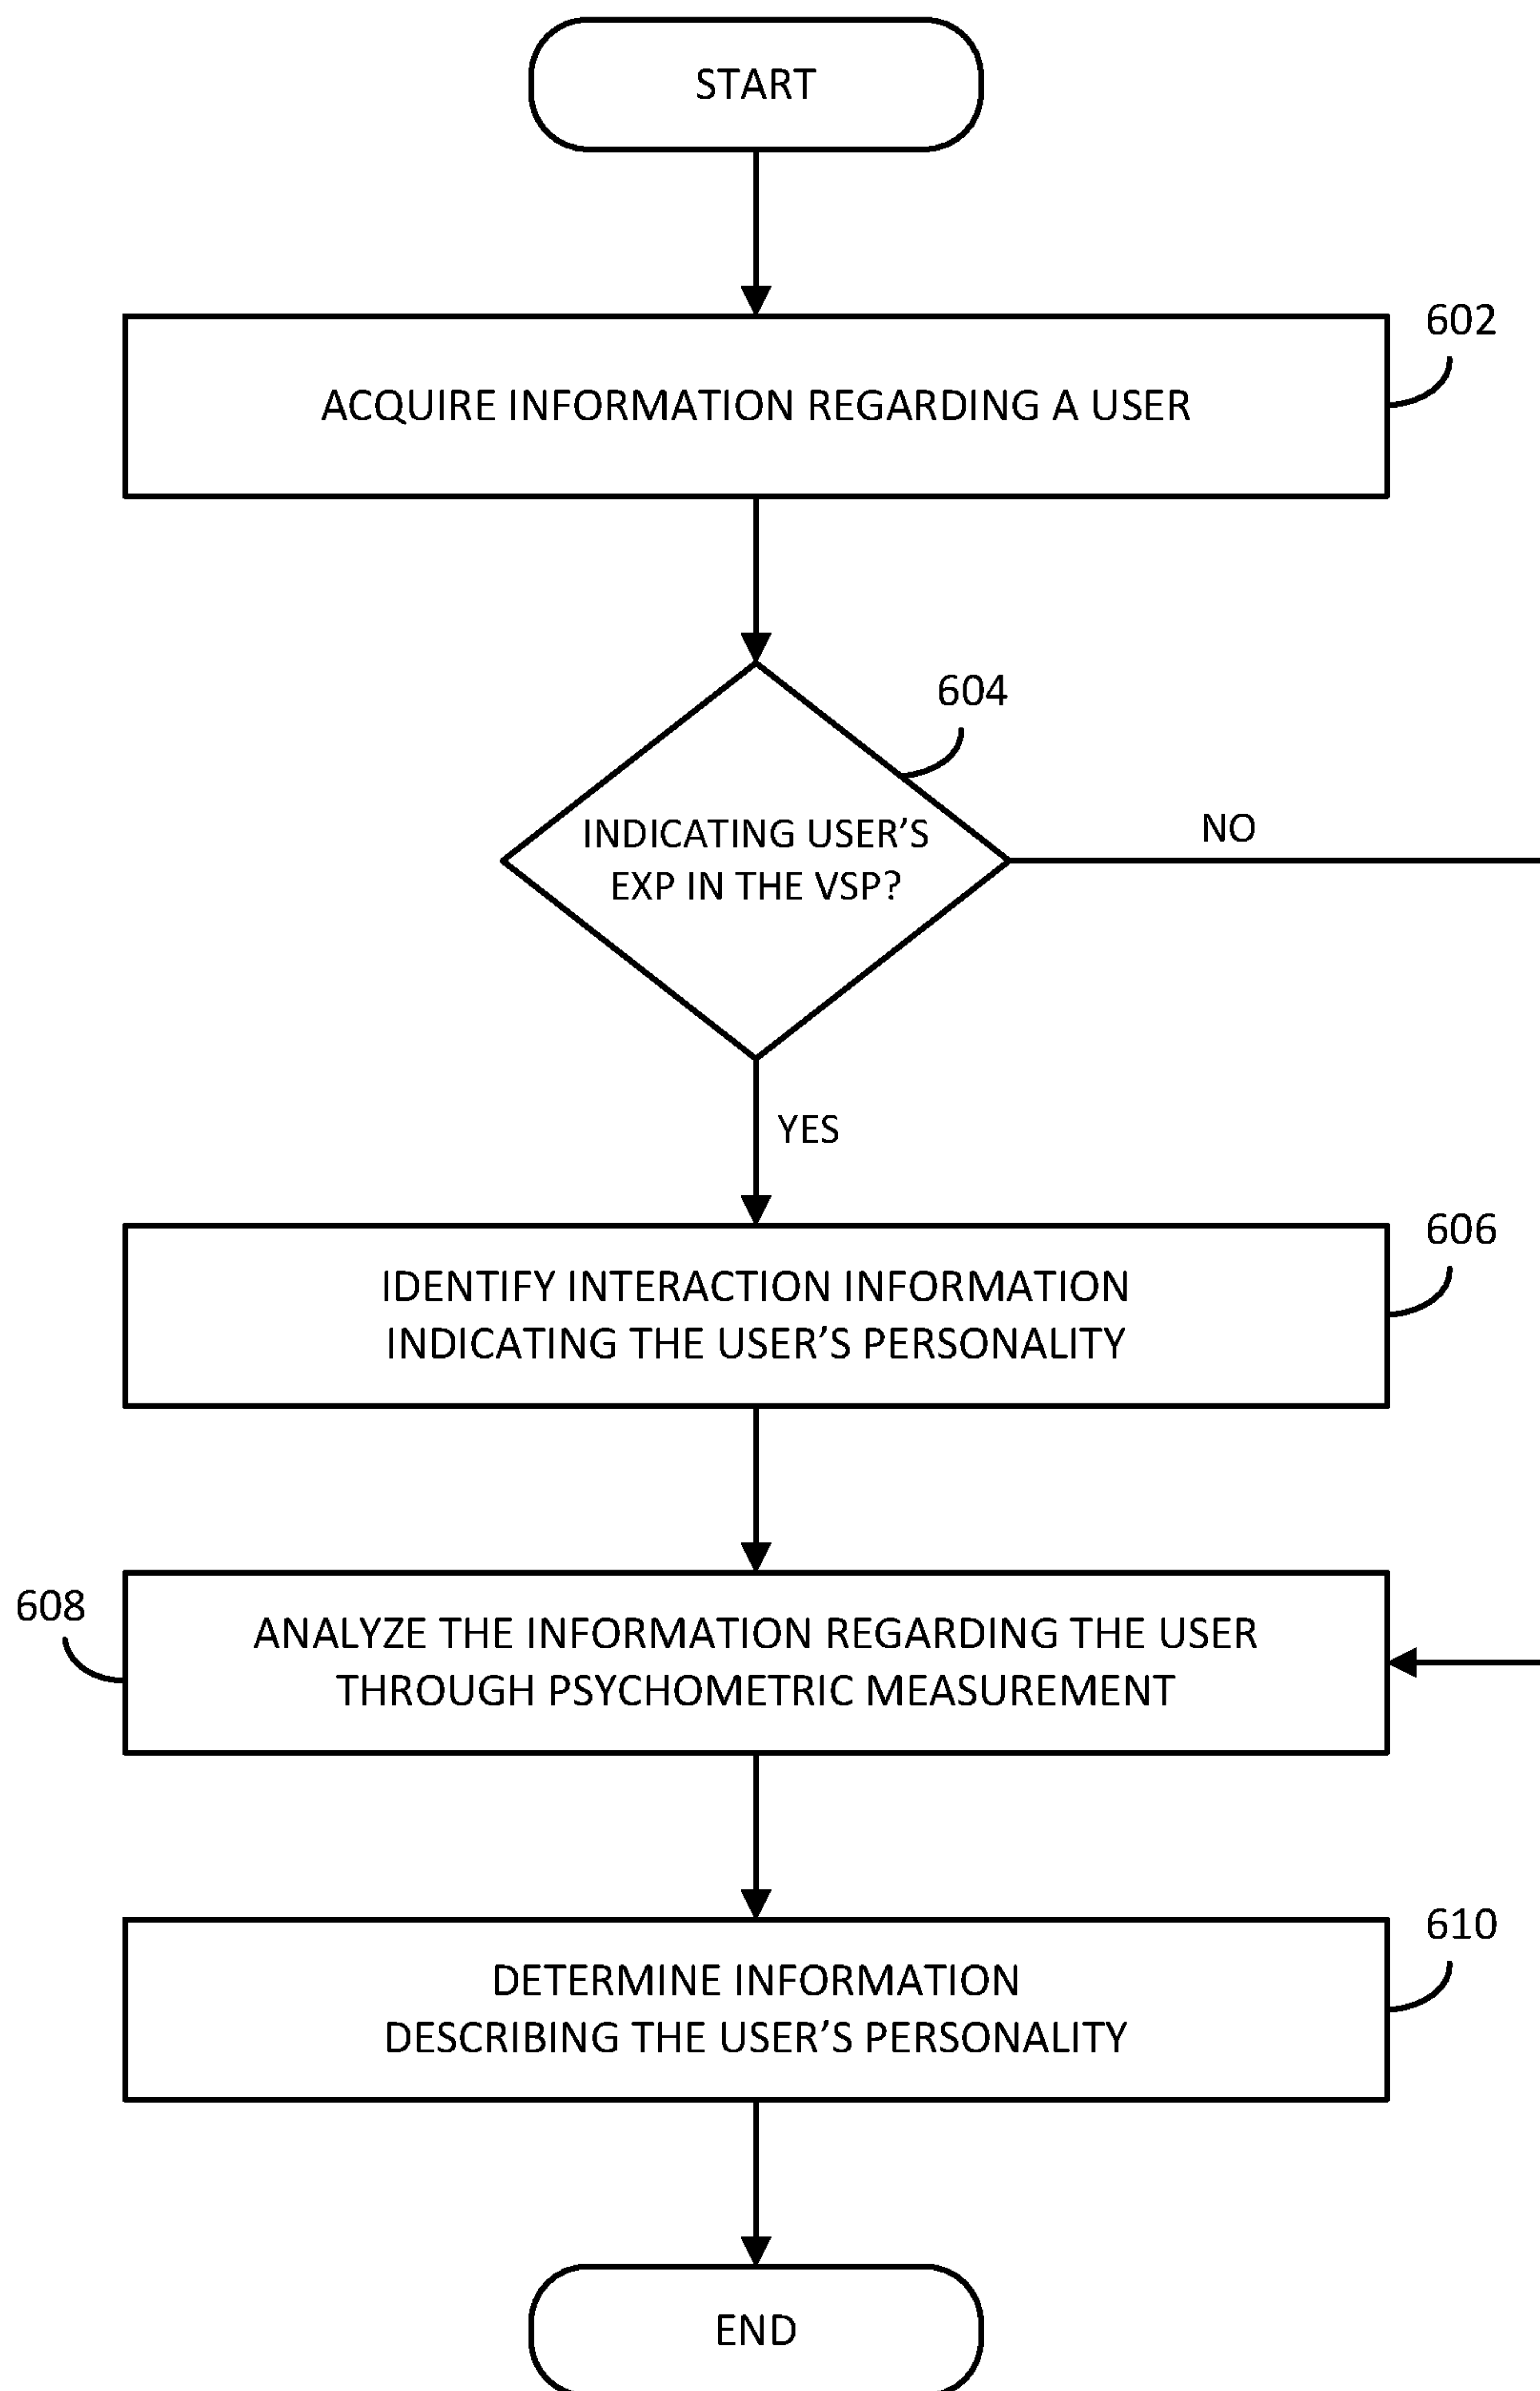 START
602
ACQUIRE INFORMATION REGARDING A USER
604
INDICATING USER’S
EXP IN THE VSP?
NO
YES
606
IDENTIFY INTERACTION INFORMATION
INDICATING THE USER’S PERSONALITY
608
ANALYZE THE INFORMATION REGARDING THE USER
THROUGH PSYCHOMETRIC MEASUREMENT
610
DETERMINE INFORMATION
DESCRIBING THE USER’S PERSONALITY
END